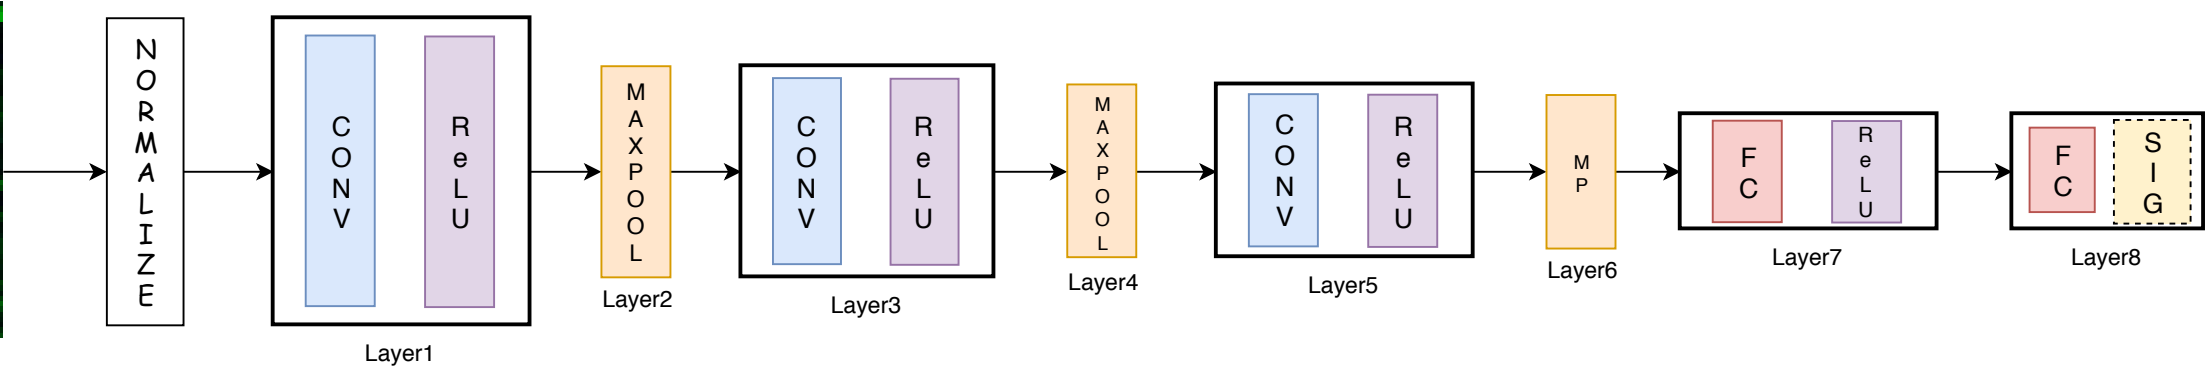 NORMALIZE
CONV
ReLU
Layer1
MAXPOOL
Layer2
CONV
ReLU
Layer3
MAXPOOL
Layer4
CONV
ReLU
Layer5
MP
Layer6
FC
ReLU
Layer7
FC
SIG
Layer8